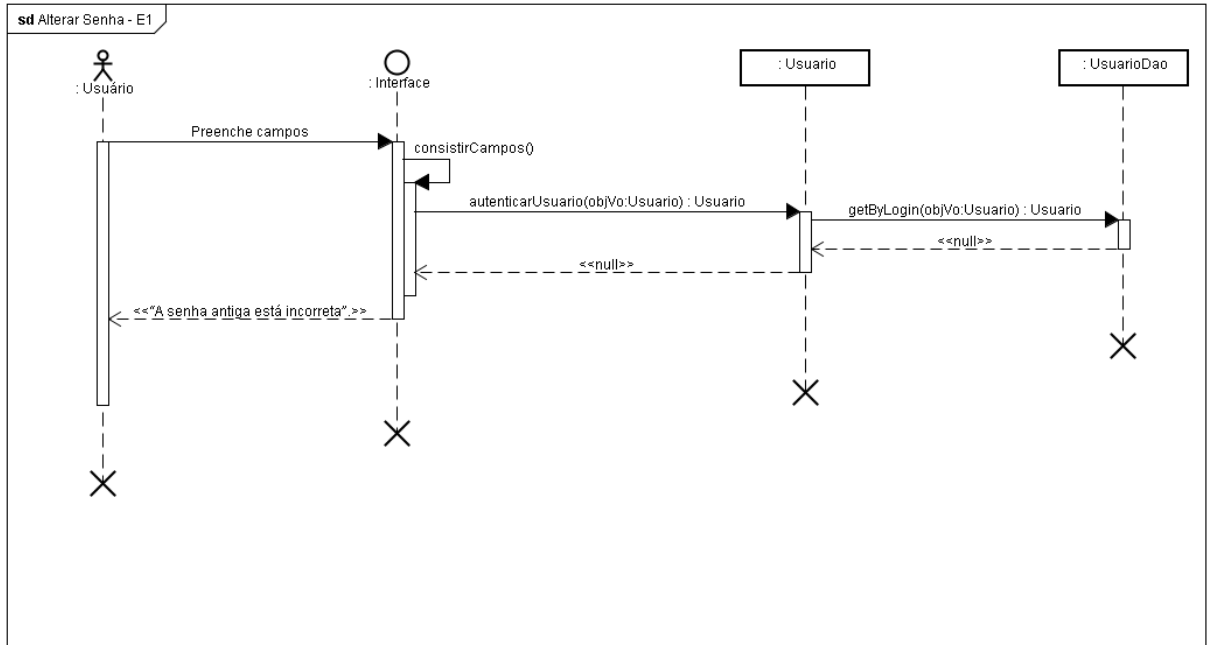 sd Alterar Senha - E1
: Usuário
: Interface
: Usuario
: UsuarioDao
Preenche campos
consistirCampos()
autenticarUsuario(objVo:Usuario) : Usuario
getByLogin(objVo:Usuario) : Usuario
<<null>>
<<null>>
<<"A senha antiga está incorreta".>>